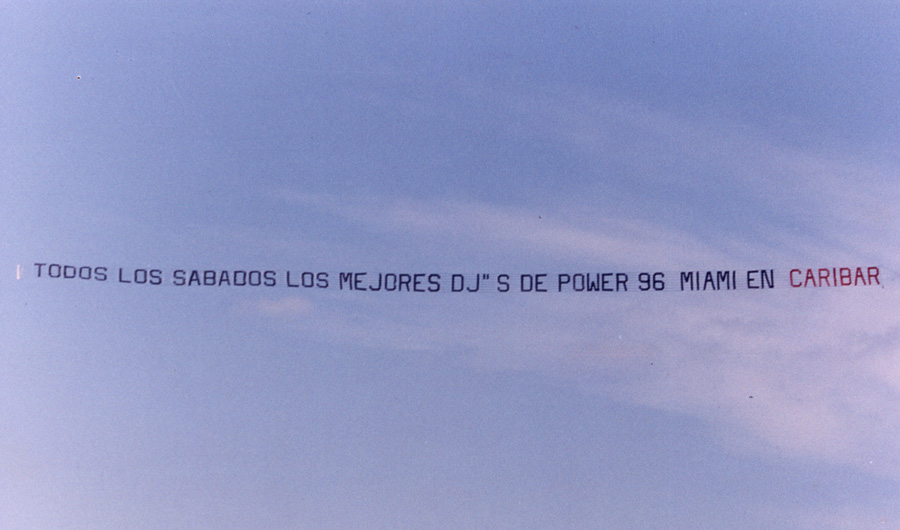 TODOS LOS SABADOS LOS MEJORES DJ"S DE POWER 96 MIAMI EN CARIBAR